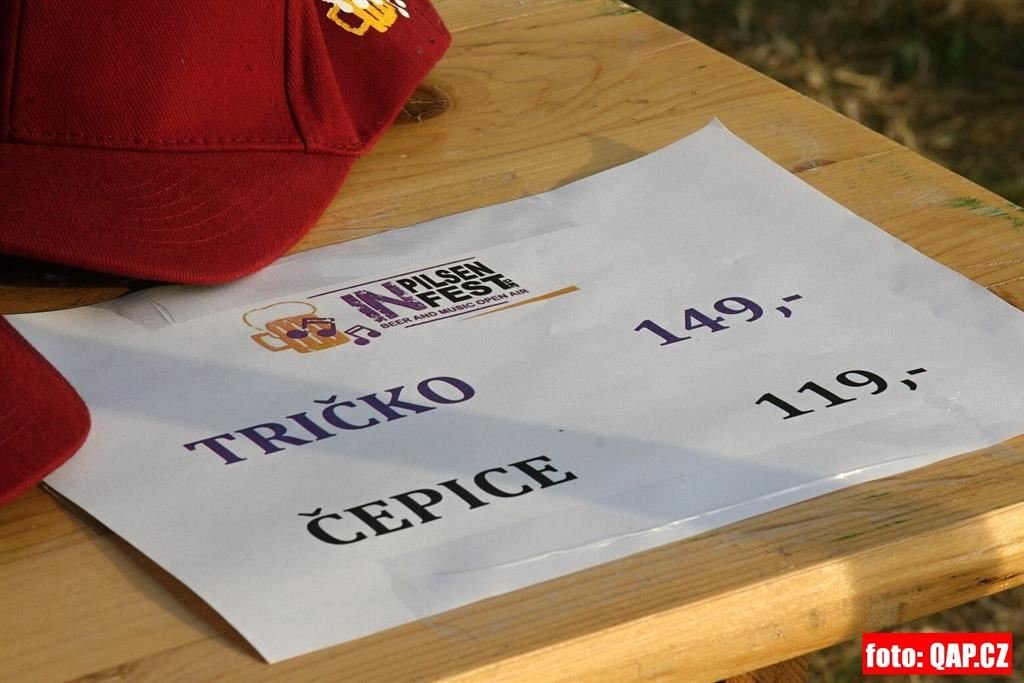 IN PILSEN
FEST
BEER AND MUSIC OPEN AIR
TRIČKO 149,-
ČEPICE 119,-
foto: QAP.CZ